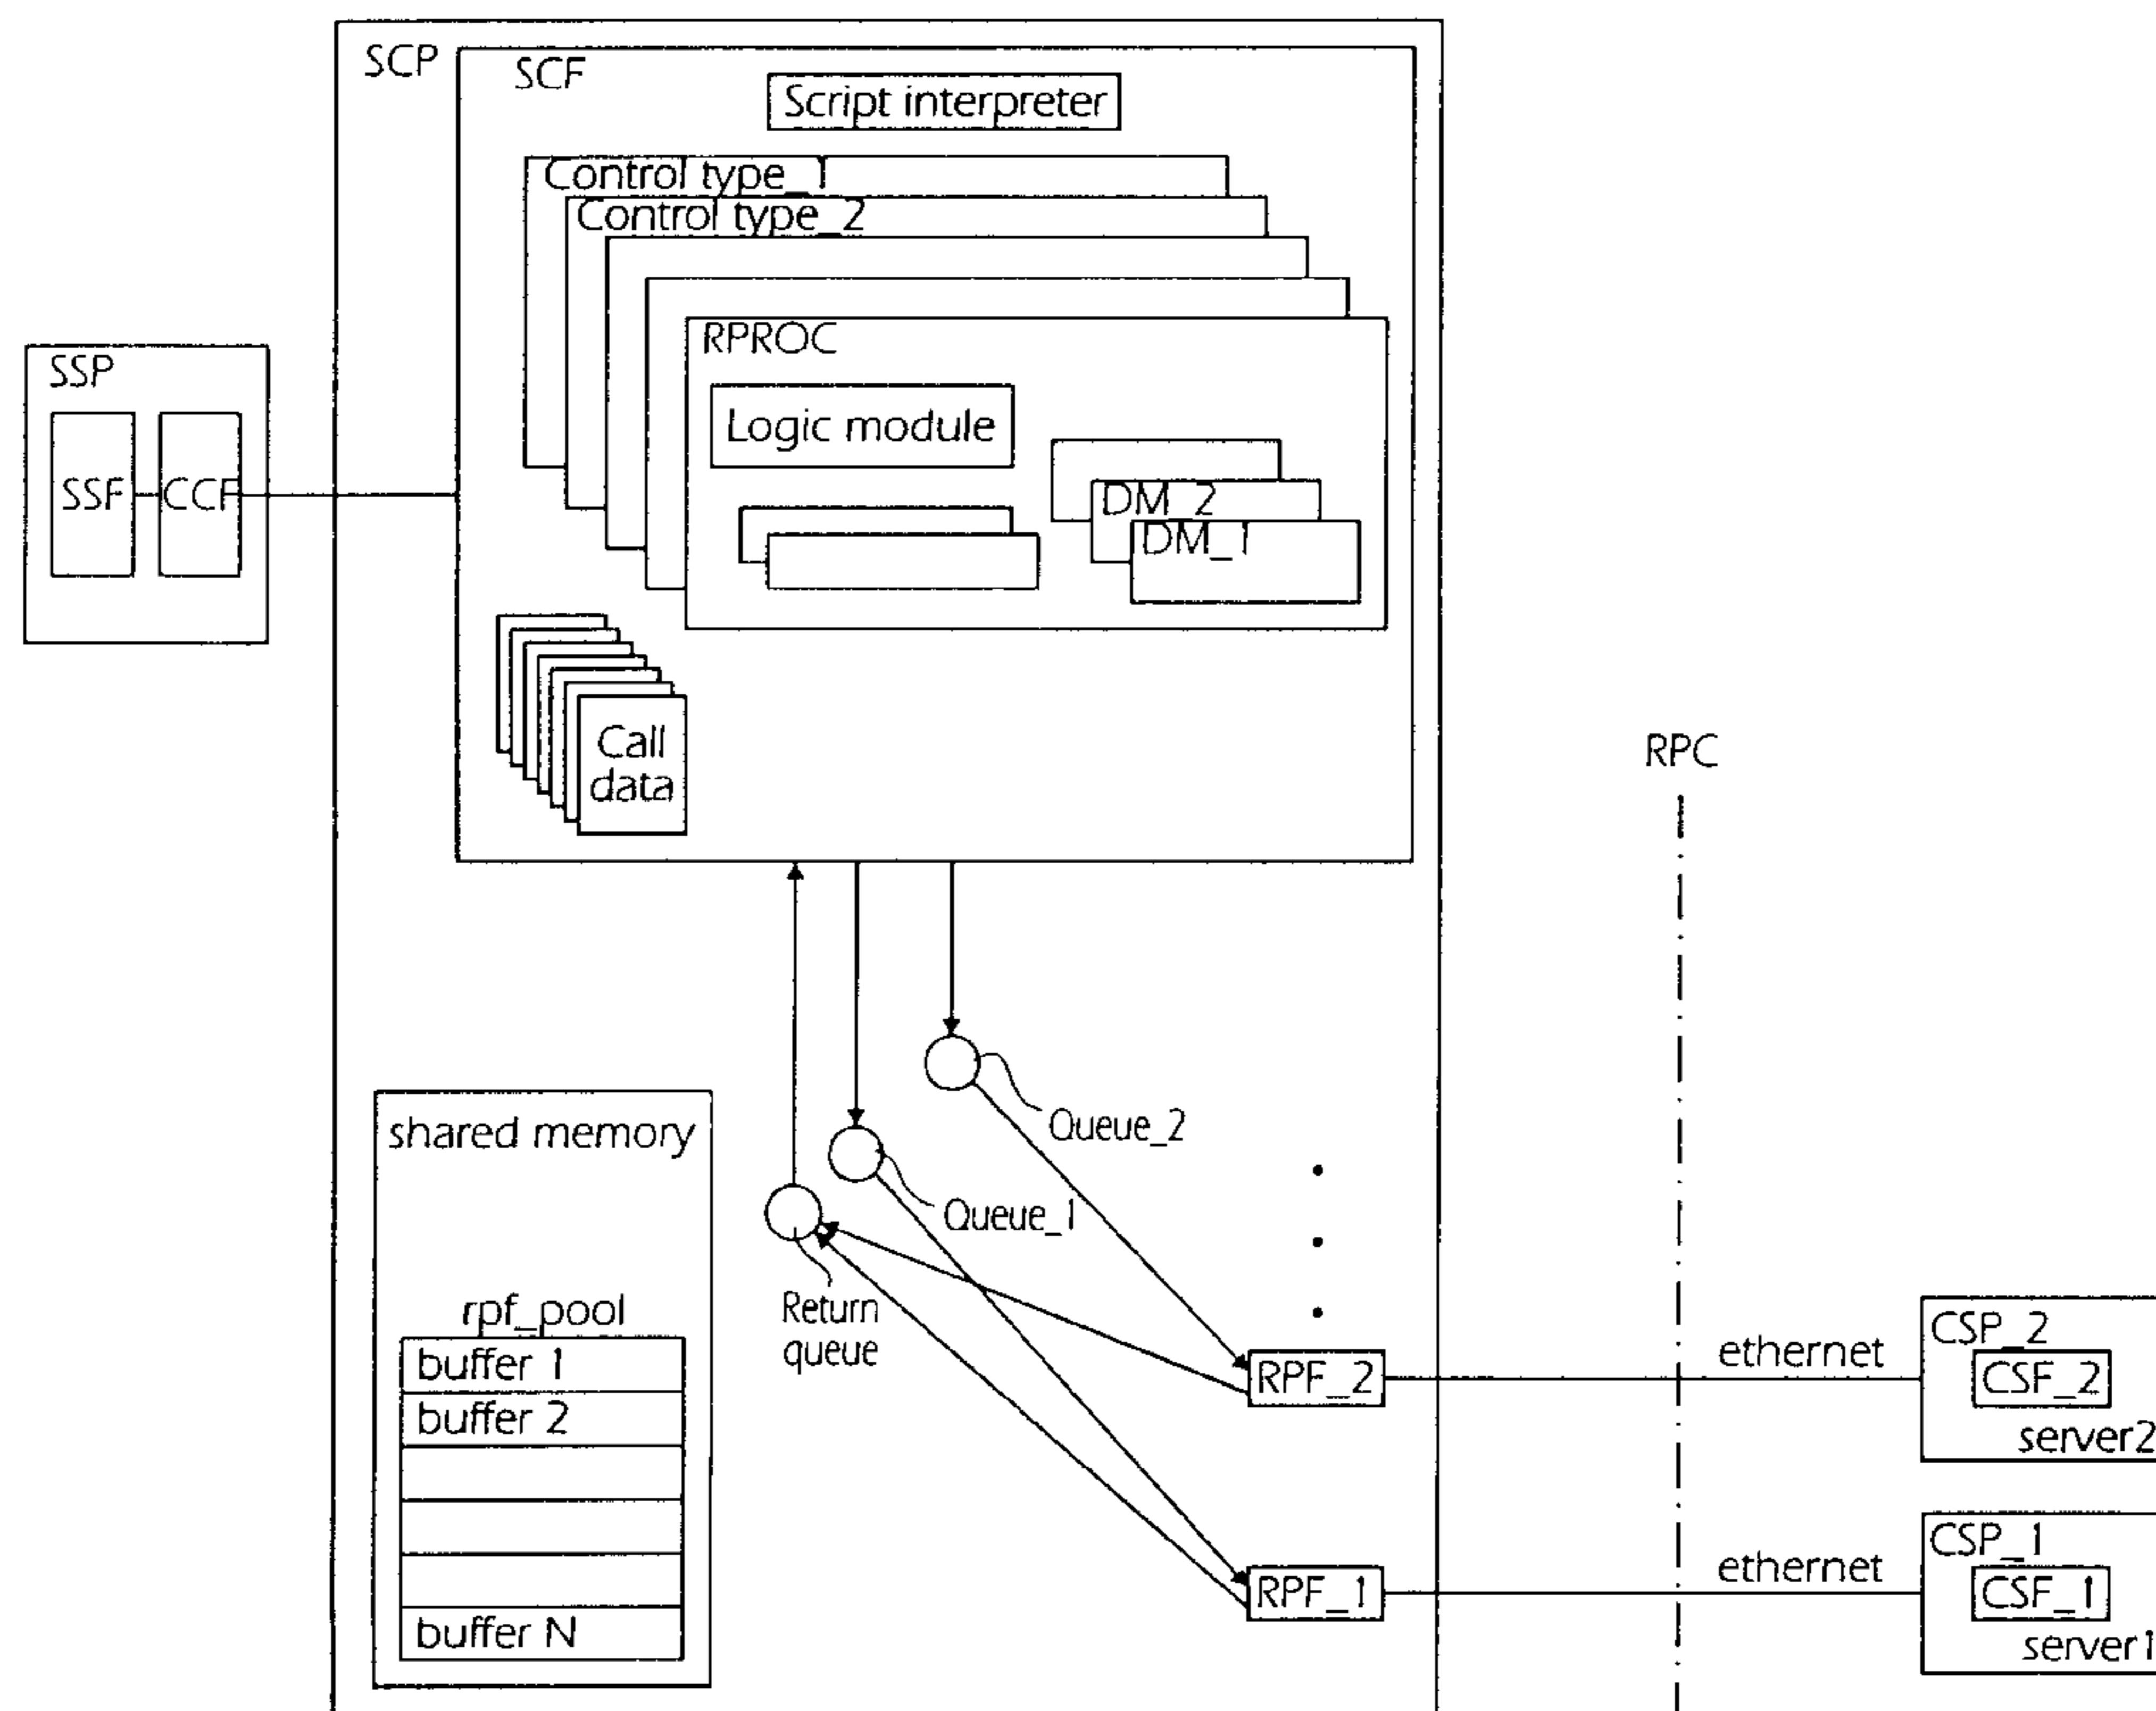 SCP
SCF
Script interpreter
Control type_1
Control type_2
RPROC
SSP
Logic module
SSF
CCF
DM_2
DM_1
Call
data
RPC
shared memory
Queue_2
Queue_1
Return
queue
rpf_pool
buffer 1
buffer 2
buffer N
RPF_2
ethernet
CSP_2
CSF_2
server2
RPF_1
ethernet
CSP_1
CSF_1
server1